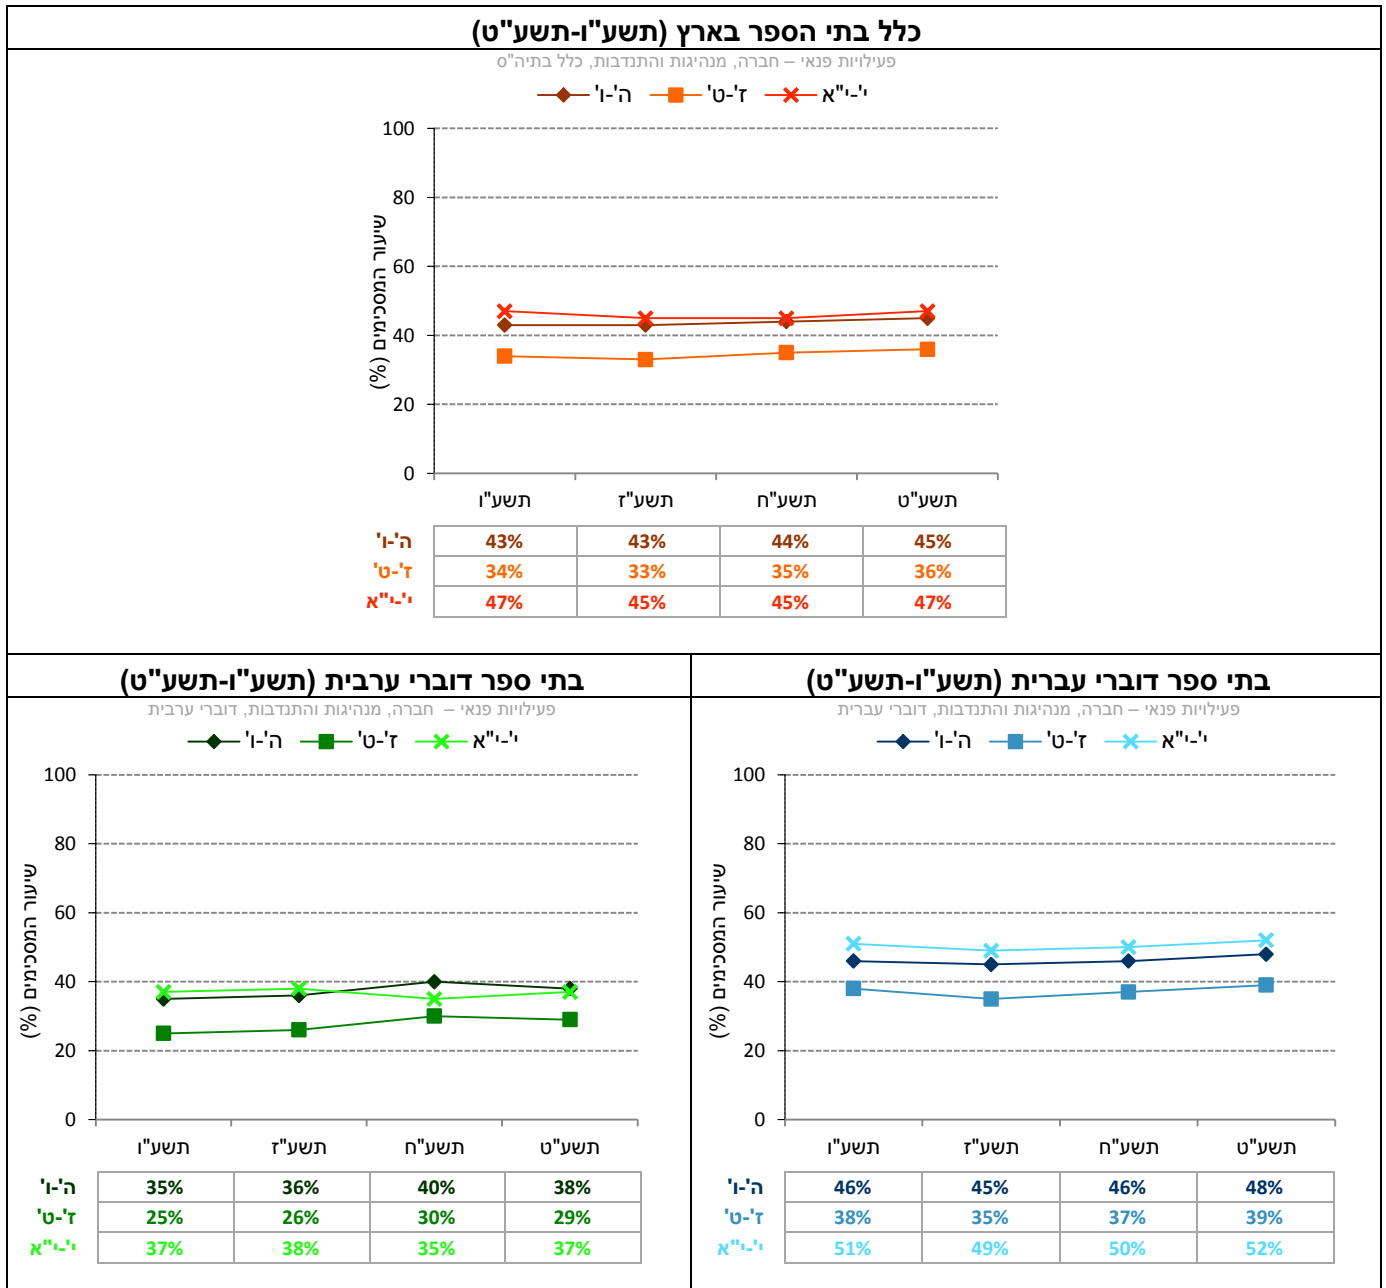 כלל בתי הספר בארץ (תשע"ו-תשע"ט)
פעילויות פנאי – חברה, מנהיגות והתנדבות, כלל בתיה"ס
ה'-ו' ז'-ט' י'-י"א
שיעור המסכימים (%)
100
80
60
40
20
0
תשע"ו תשע"ז תשע"ח תשע"ט
ה'-ו' 43% 43% 44% 45%
ז'-ט' 34% 33% 35% 36%
י'-י"א 47% 45% 45% 47%
בתי ספר דוברי עברית (תשע"ו-תשע"ט)
פעילויות פנאי – חברה, מנהיגות והתנדבות, דוברי עברית
ה'-ו' ז'-ט' י'-י"א
שיעור המסכימים (%)
100
80
60
40
20
0
תשע"ו תשע"ז תשע"ח תשע"ט
ה'-ו' 46% 45% 46% 48%
ז'-ט' 38% 35% 37% 39%
י'-י"א 51% 49% 50% 52%
בתי ספר דוברי ערבית (תשע"ו-תשע"ט)
פעילויות פנאי – חברה, מנהיגות והתנדבות, דוברי ערבית
ה'-ו' ז'-ט' י'-י"א
שיעור המסכימים (%)
100
80
60
40
20
0
תשע"ו תשע"ז תשע"ח תשע"ט
ה'-ו' 35% 36% 40% 38%
ז'-ט' 25% 26% 30% 29%
י'-י"א 37% 38% 35% 37%